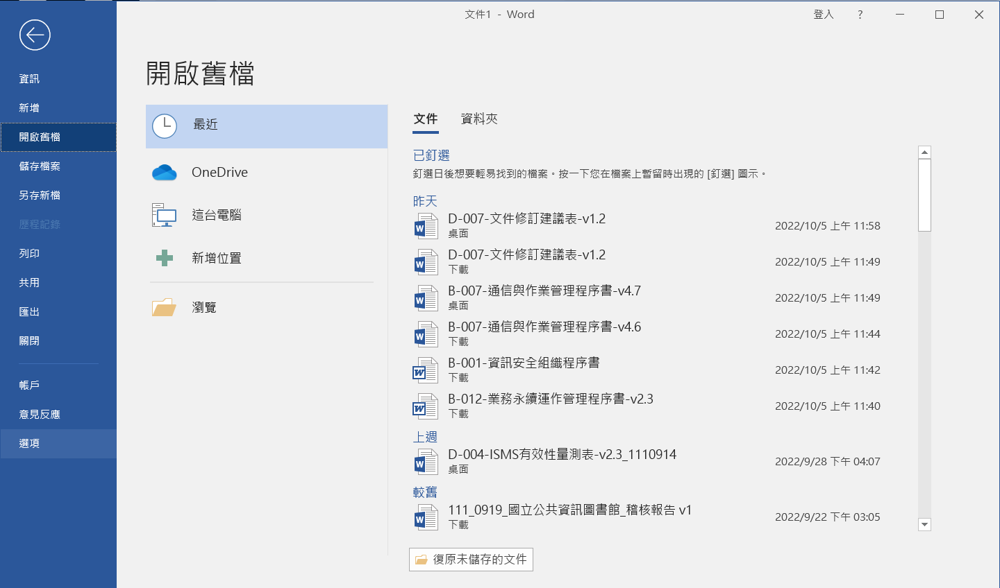 文件1 - Word
登入
?
資訊
新增
開啟舊檔
儲存檔案
另存新檔
歷程記錄
列印
共用
匯出
關閉
帳戶
意見反應
選項
開啟舊檔
最近
OneDrive
這台電腦
新增位置
瀏覽
文件 資料夾
已釘選
釘選日後想要輕易找到的檔案。按一下您在檔案上暫留時出現的 [釘選] 圖示。
昨天
D-007-文件修訂建議表-v1.2
桌面
2022/10/5 上午 11:58
D-007-文件修訂建議表-v1.2
下載
2022/10/5 上午 11:49
B-007-通信與作業管理程序書-v4.7
桌面
2022/10/5 上午 11:49
B-007-通信與作業管理程序書-v4.6
下載
2022/10/5 上午 11:44
B-001-資訊安全組織程序書
下載
2022/10/5 上午 11:42
B-012-業務永續運作管理程序書-v2.3
下載
2022/10/5 上午 11:40
上週
D-004-ISMS有效性量測表-v2.3_1110914
桌面
2022/9/28 下午 04:07
較舊
111_0919_國立公共資訊圖書館_稽核報告 v1
下載
2022/9/22 下午 03:05
復原未儲存的文件